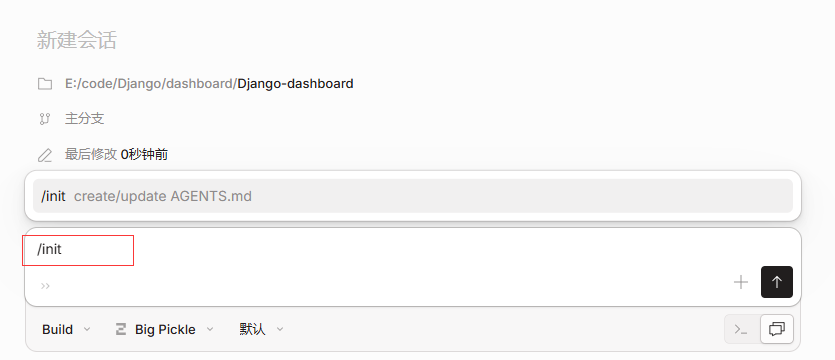 新建会话
E:/code/Django/dashboard/Django-dashboard
主分支
最后修改 0秒钟前
/init create/update AGENTS.md
/init
Build Big Pickle 默认